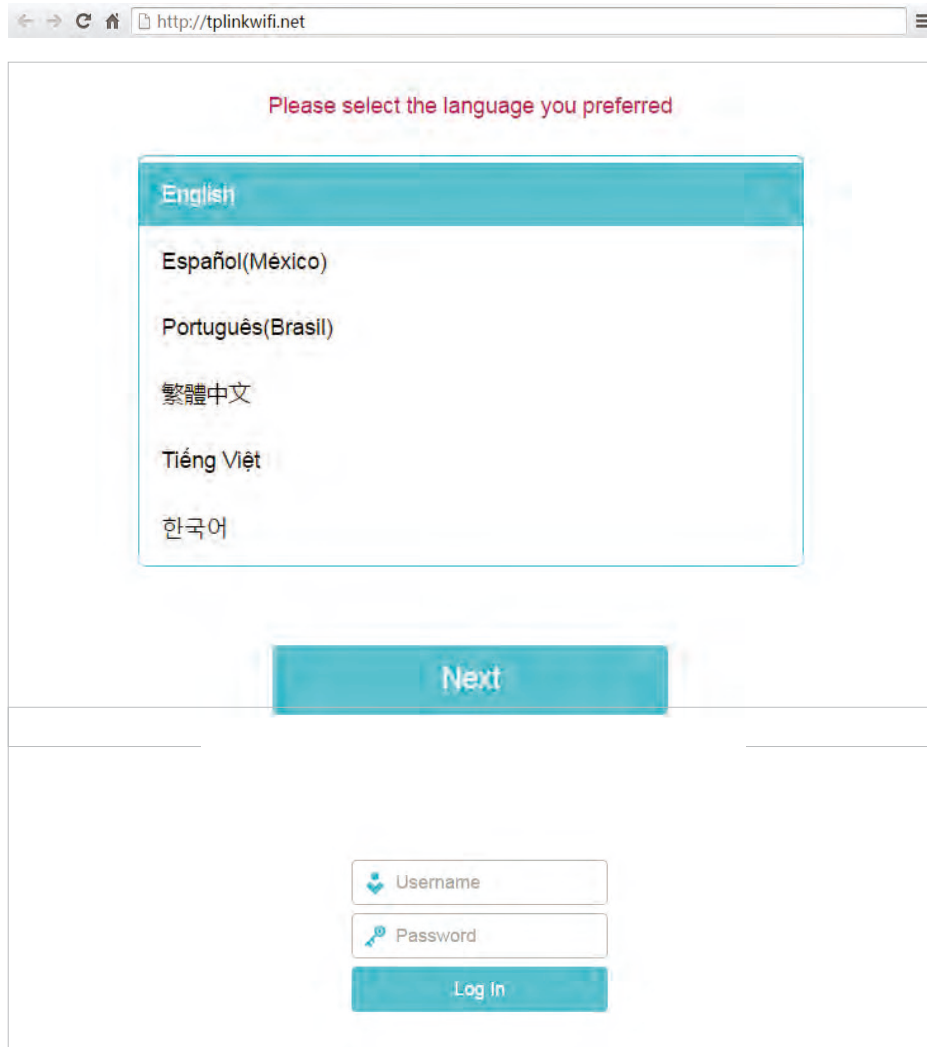 http://tplinkwifi.net
Please select the language you preferred
English
Español(México)
Português(Brasil)
繁體中文
Tiếng Việt
한국어
Next
Username
Password
Log In